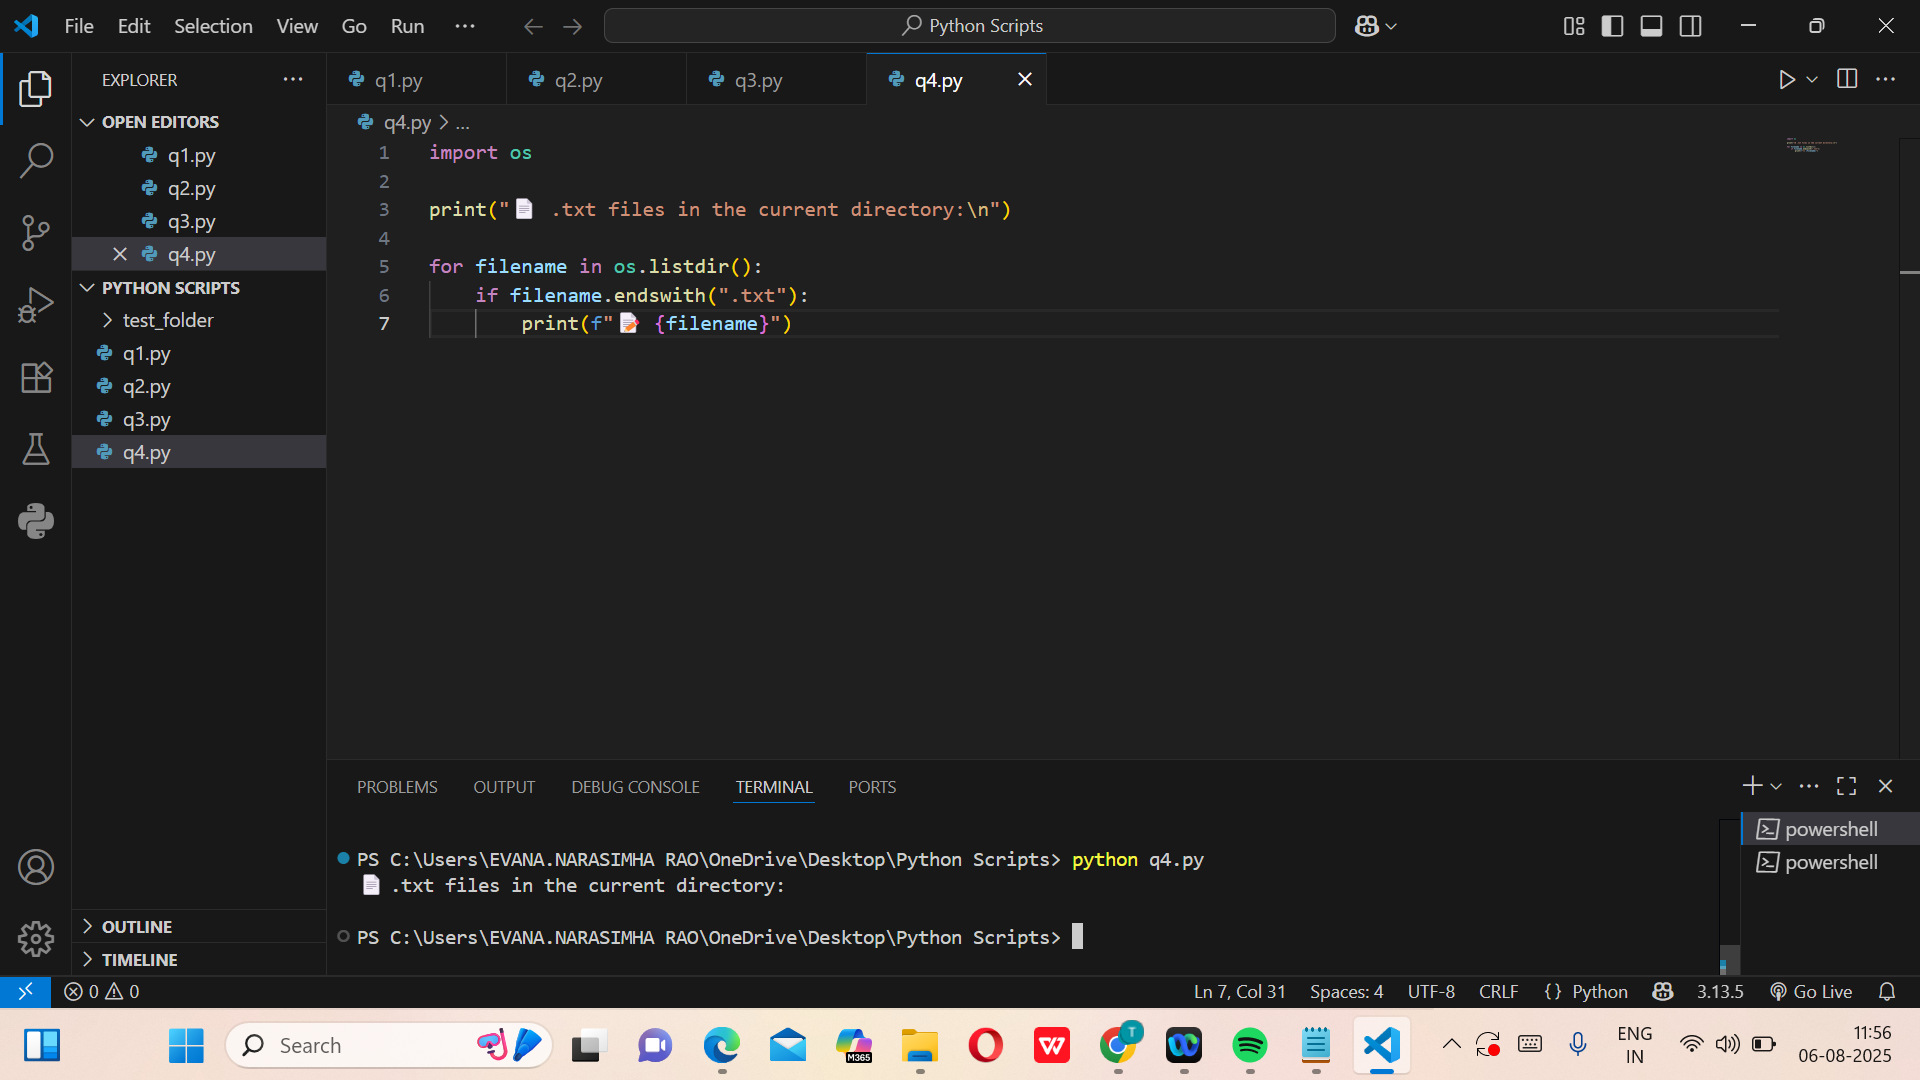 File Edit Selection View Go Run ···
Python Scripts
EXPLORER
OPEN EDITORS
q1.py
q2.py
q3.py
q4.py
PYTHON SCRIPTS
test_folder
q1.py
q2.py
q3.py
q4.py
OUTLINE
TIMELINE
q1.py q2.py q3.py q4.py
q4.py > ...
1 import os
2
3 print("📄 .txt files in the current directory:\n")
4
5 for filename in os.listdir():
6     if filename.endswith(".txt"):
7         print(f"📝 {filename}")
PROBLEMS OUTPUT DEBUG CONSOLE TERMINAL PORTS
powershell
powershell
PS C:\Users\EVANA.NARASIMHA RAO\OneDrive\Desktop\Python Scripts> python q4.py
📄 .txt files in the current directory:
PS C:\Users\EVANA.NARASIMHA RAO\OneDrive\Desktop\Python Scripts>
0 0 Ln 7, Col 31 Spaces: 4 UTF-8 CRLF {} Python 3.13.5 Go Live
Search
M365
W
T
ENG
IN
11:56
06-08-2025